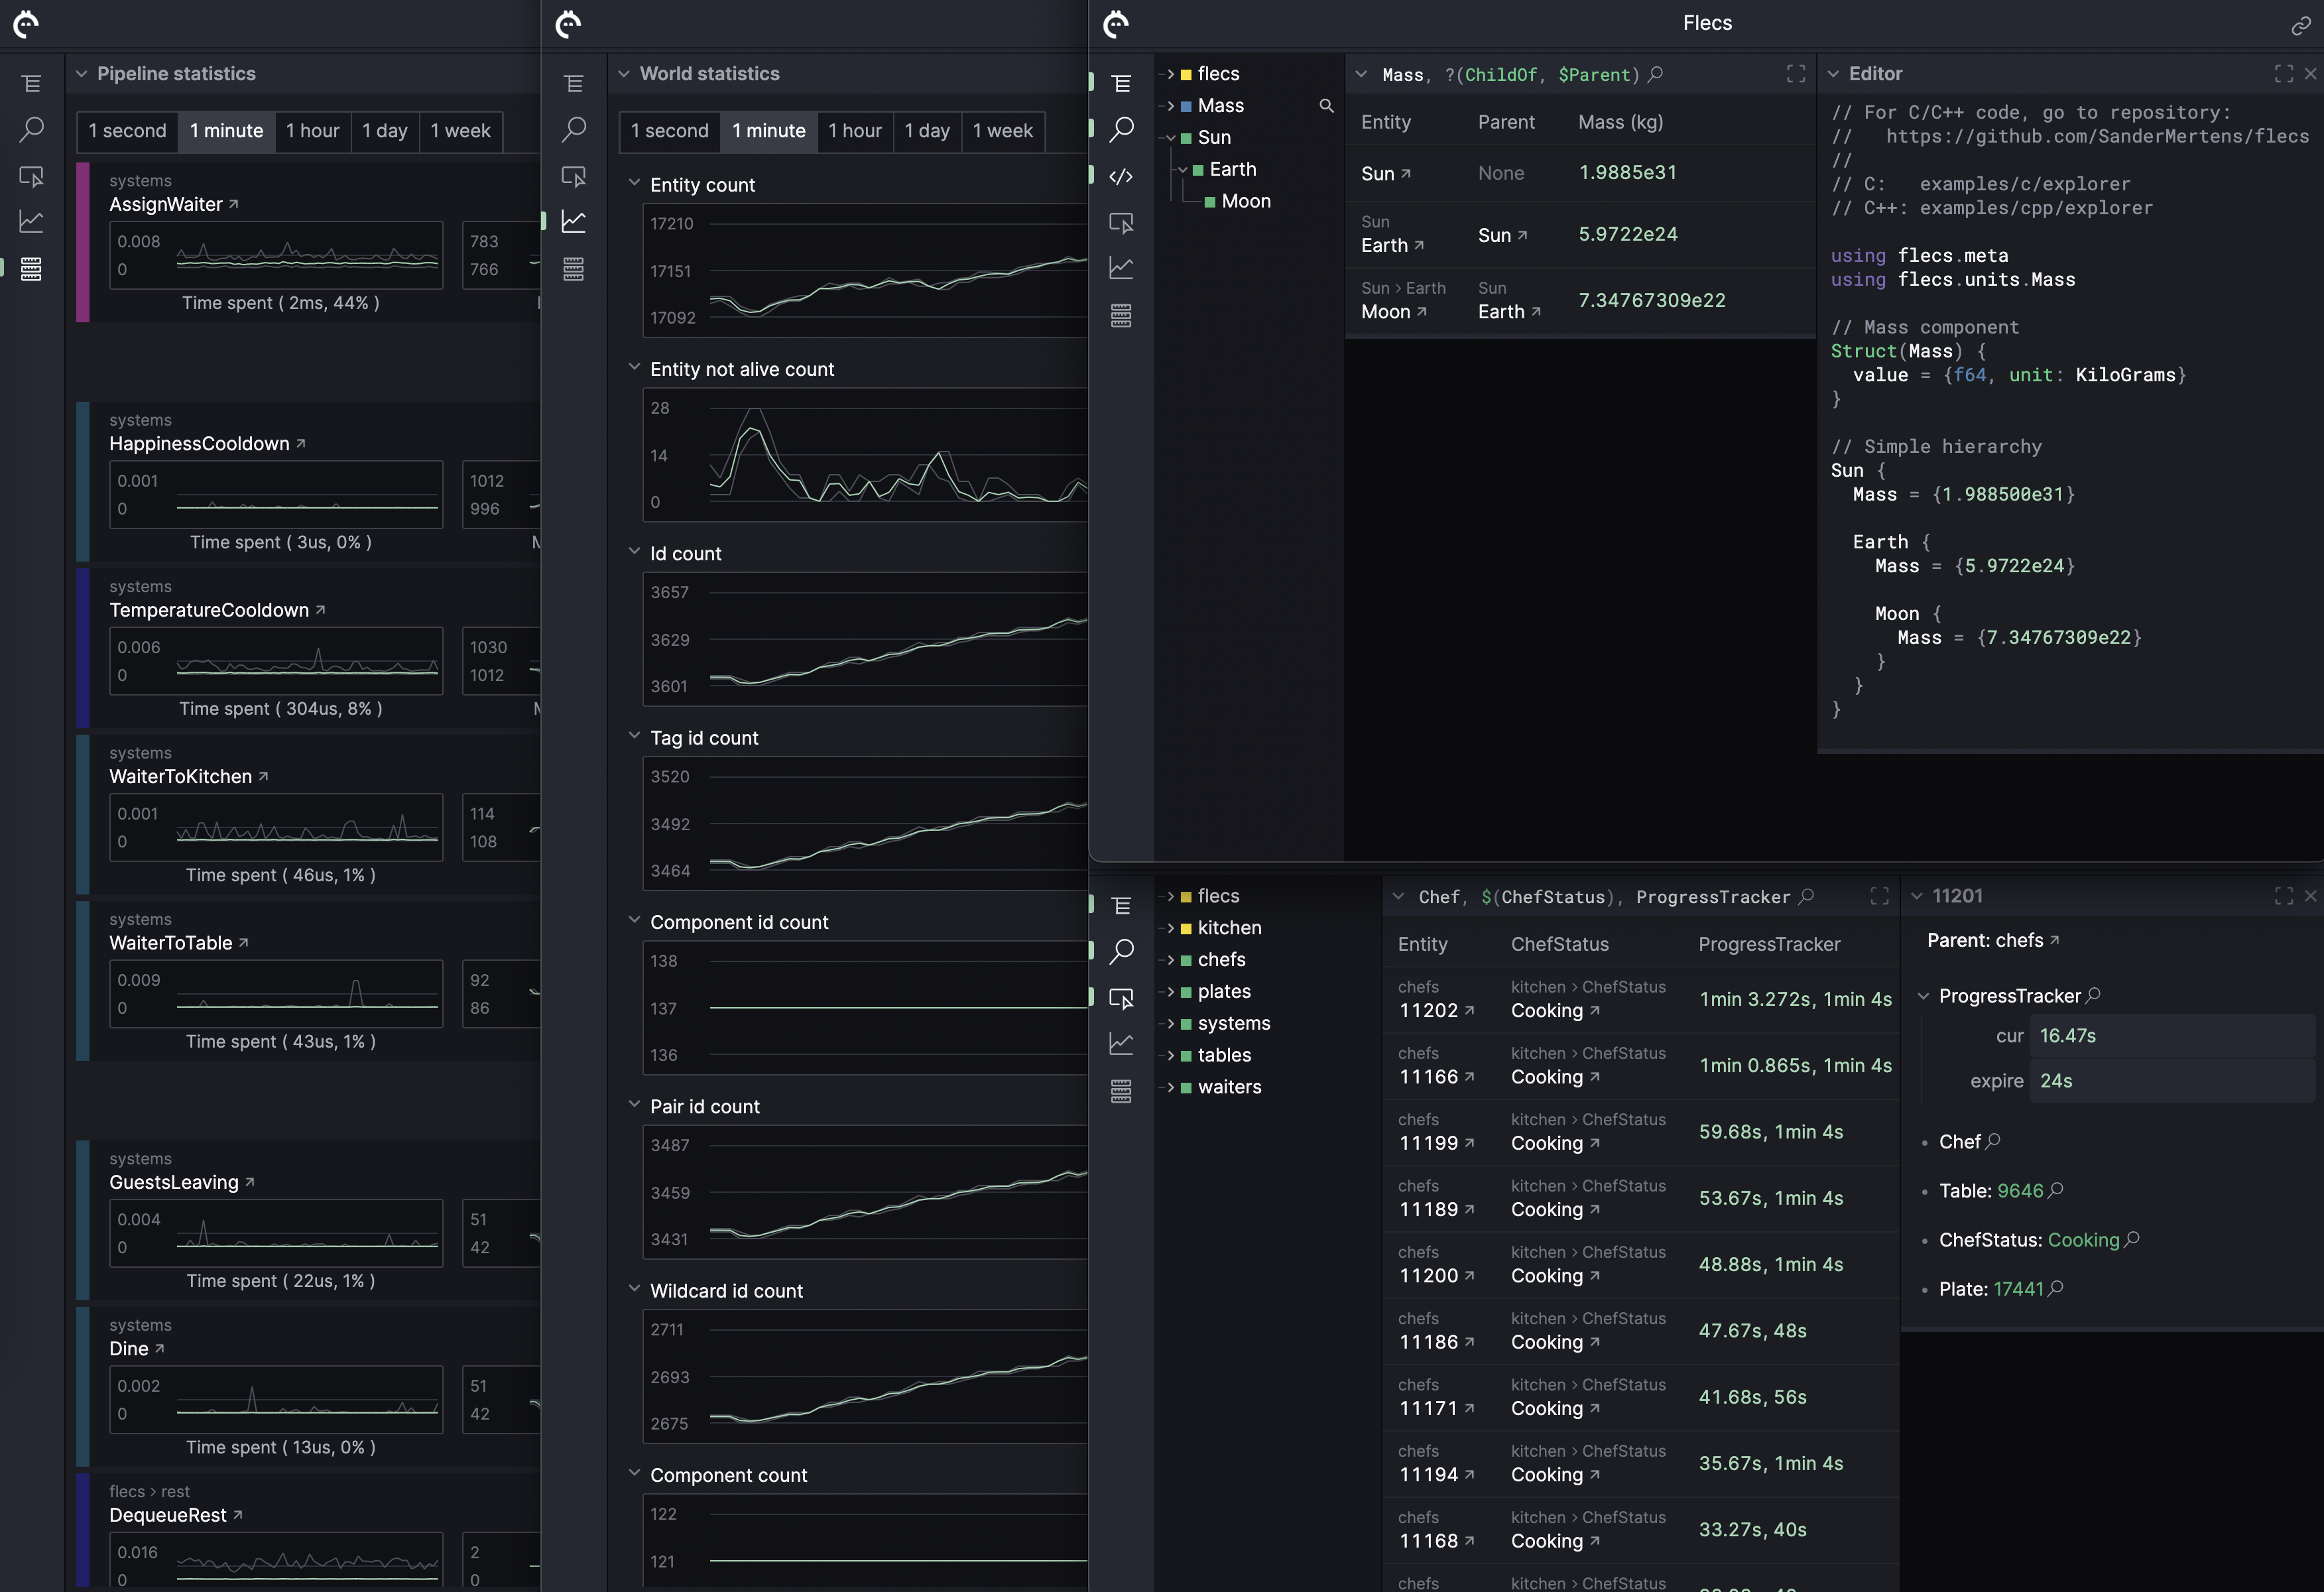 Pipeline statistics
1 second 1 minute 1 hour 1 day 1 week
systems
AssignWaiter
0.008
0
783
766
Time spent ( 2ms, 44% )
systems
HappinessCooldown
0.001
0
1012
996
Time spent ( 3us, 0% )
systems
TemperatureCooldown
0.006
0
1030
1012
Time spent ( 304us, 8% )
systems
WaiterToKitchen
0.001
0
114
108
Time spent ( 46us, 1% )
systems
WaiterToTable
0.009
0
92
86
Time spent ( 43us, 1% )
systems
GuestsLeaving
0.004
0
51
42
Time spent ( 22us, 1% )
systems
Dine
0.002
0
51
42
Time spent ( 13us, 0% )
flecs > rest
DequeueRest
0.016
0
2
0
World statistics
1 second 1 minute 1 hour 1 day 1 week
Entity count
17210
17151
17092
Entity not alive count
28
14
0
Id count
3657
3629
3601
Tag id count
3520
3492
3464
Component id count
138
137
136
Pair id count
3487
3459
3431
Wildcard id count
2711
2693
2675
Component count
122
121
Flecs
flecs
Mass
Sun
Earth
Moon
Mass, ?(ChildOf, $Parent)
Entity Parent Mass (kg)
Sun None 1.9885e31
Sun
Earth Sun 5.9722e24
Sun > Earth Sun
Moon Earth 7.34767309e22
Editor
// For C/C++ code, go to repository:
//   https://github.com/SanderMertens/flecs
//
// C:   examples/c/explorer
// C++: examples/cpp/explorer
using flecs.meta
using flecs.units.Mass
// Mass component
Struct(Mass) {
  value = {f64, unit: KiloGrams}
}
// Simple hierarchy
Sun {
  Mass = {1.988500e31}
  Earth {
    Mass = {5.9722e24}
    Moon {
      Mass = {7.34767309e22}
    }
  }
}
flecs
kitchen
chefs
plates
systems
tables
waiters
Chef, $(ChefStatus), ProgressTracker
Entity ChefStatus ProgressTracker
chefs kitchen > ChefStatus
11202 Cooking 1min 3.272s, 1min 4s
chefs kitchen > ChefStatus
11166 Cooking 1min 0.865s, 1min 4s
chefs kitchen > ChefStatus
11199 Cooking 59.68s, 1min 4s
chefs kitchen > ChefStatus
11189 Cooking 53.67s, 1min 4s
chefs kitchen > ChefStatus
11200 Cooking 48.88s, 1min 4s
chefs kitchen > ChefStatus
11186 Cooking 47.67s, 48s
chefs kitchen > ChefStatus
11171 Cooking 41.68s, 56s
chefs kitchen > ChefStatus
11194 Cooking 35.67s, 1min 4s
chefs kitchen > ChefStatus
11168 Cooking 33.27s, 40s
chefs kitchen > ChefStatus
11201
Parent: chefs
ProgressTracker
cur 16.47s
expire 24s
Chef
Table: 9646
ChefStatus: Cooking
Plate: 17441